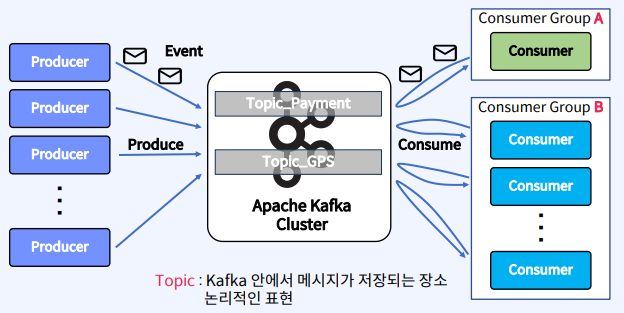 Consumer Group A
Consumer
Event
Producer
Topic_Payment
Consumer Group B
Producer
Consumer
Producer
Produce
Consume
Topic_GPS
Consumer
Apache Kafka
Cluster
Producer
Consumer
Topic : Kafka 안에서 메시지가 저장되는 장소
논리적인 표현